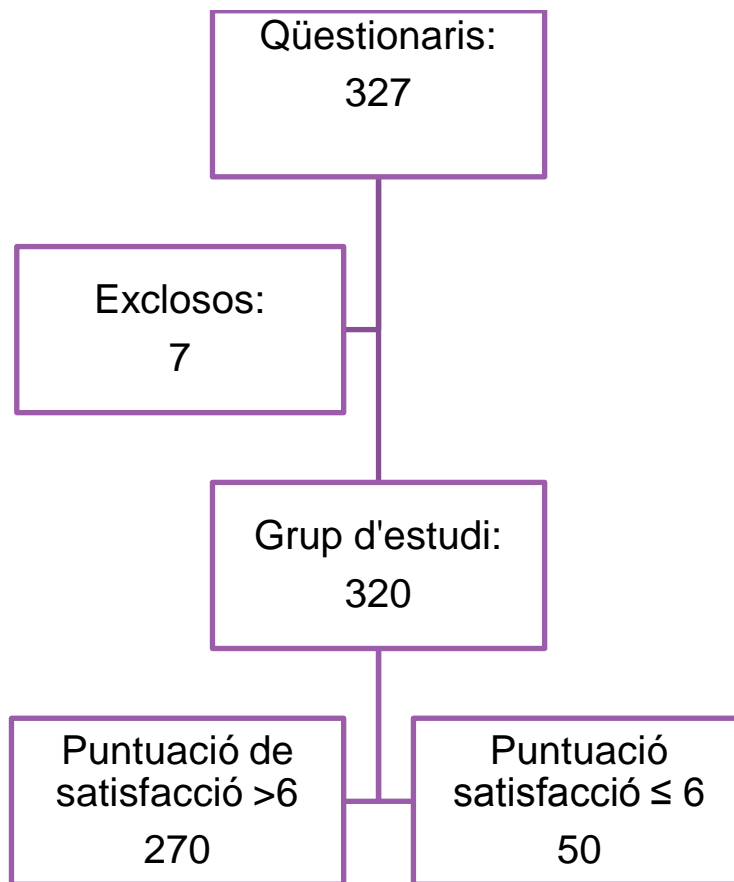 Qüestionaris:
327
Exclosos:
7
Grup d'estudi:
320
Puntuació de
satisfacció >6
270
Puntuació
satisfacció ≤ 6
50